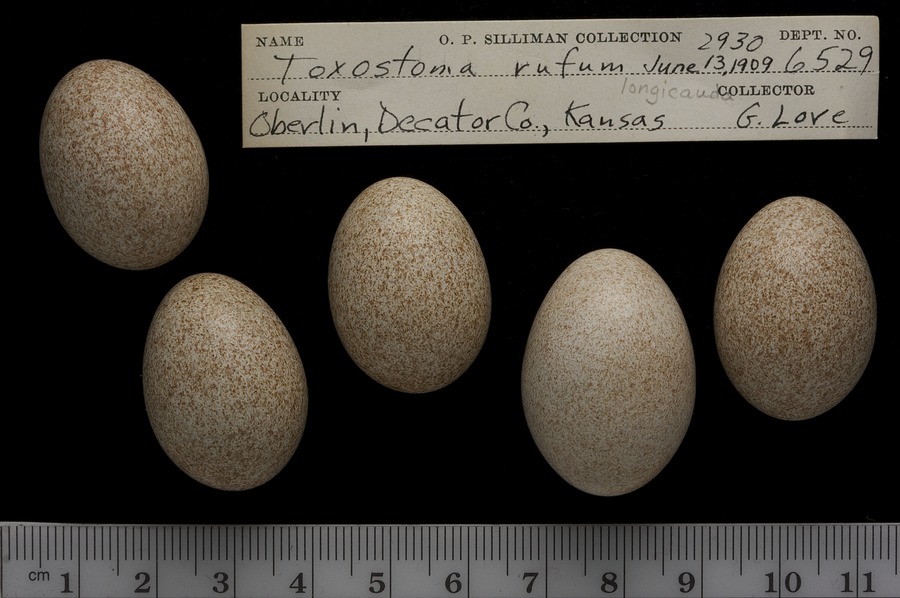 NAME O. P. SILLIMAN COLLECTION 2930 DEPT. NO.
Toxostoma rufum June 13, 1909 6529
longicauda
LOCALITY COLLECTOR
Oberlin, Decator Co., Kansas G. Love
cm 1 2 3 4 5 6 7 8 9 10 11